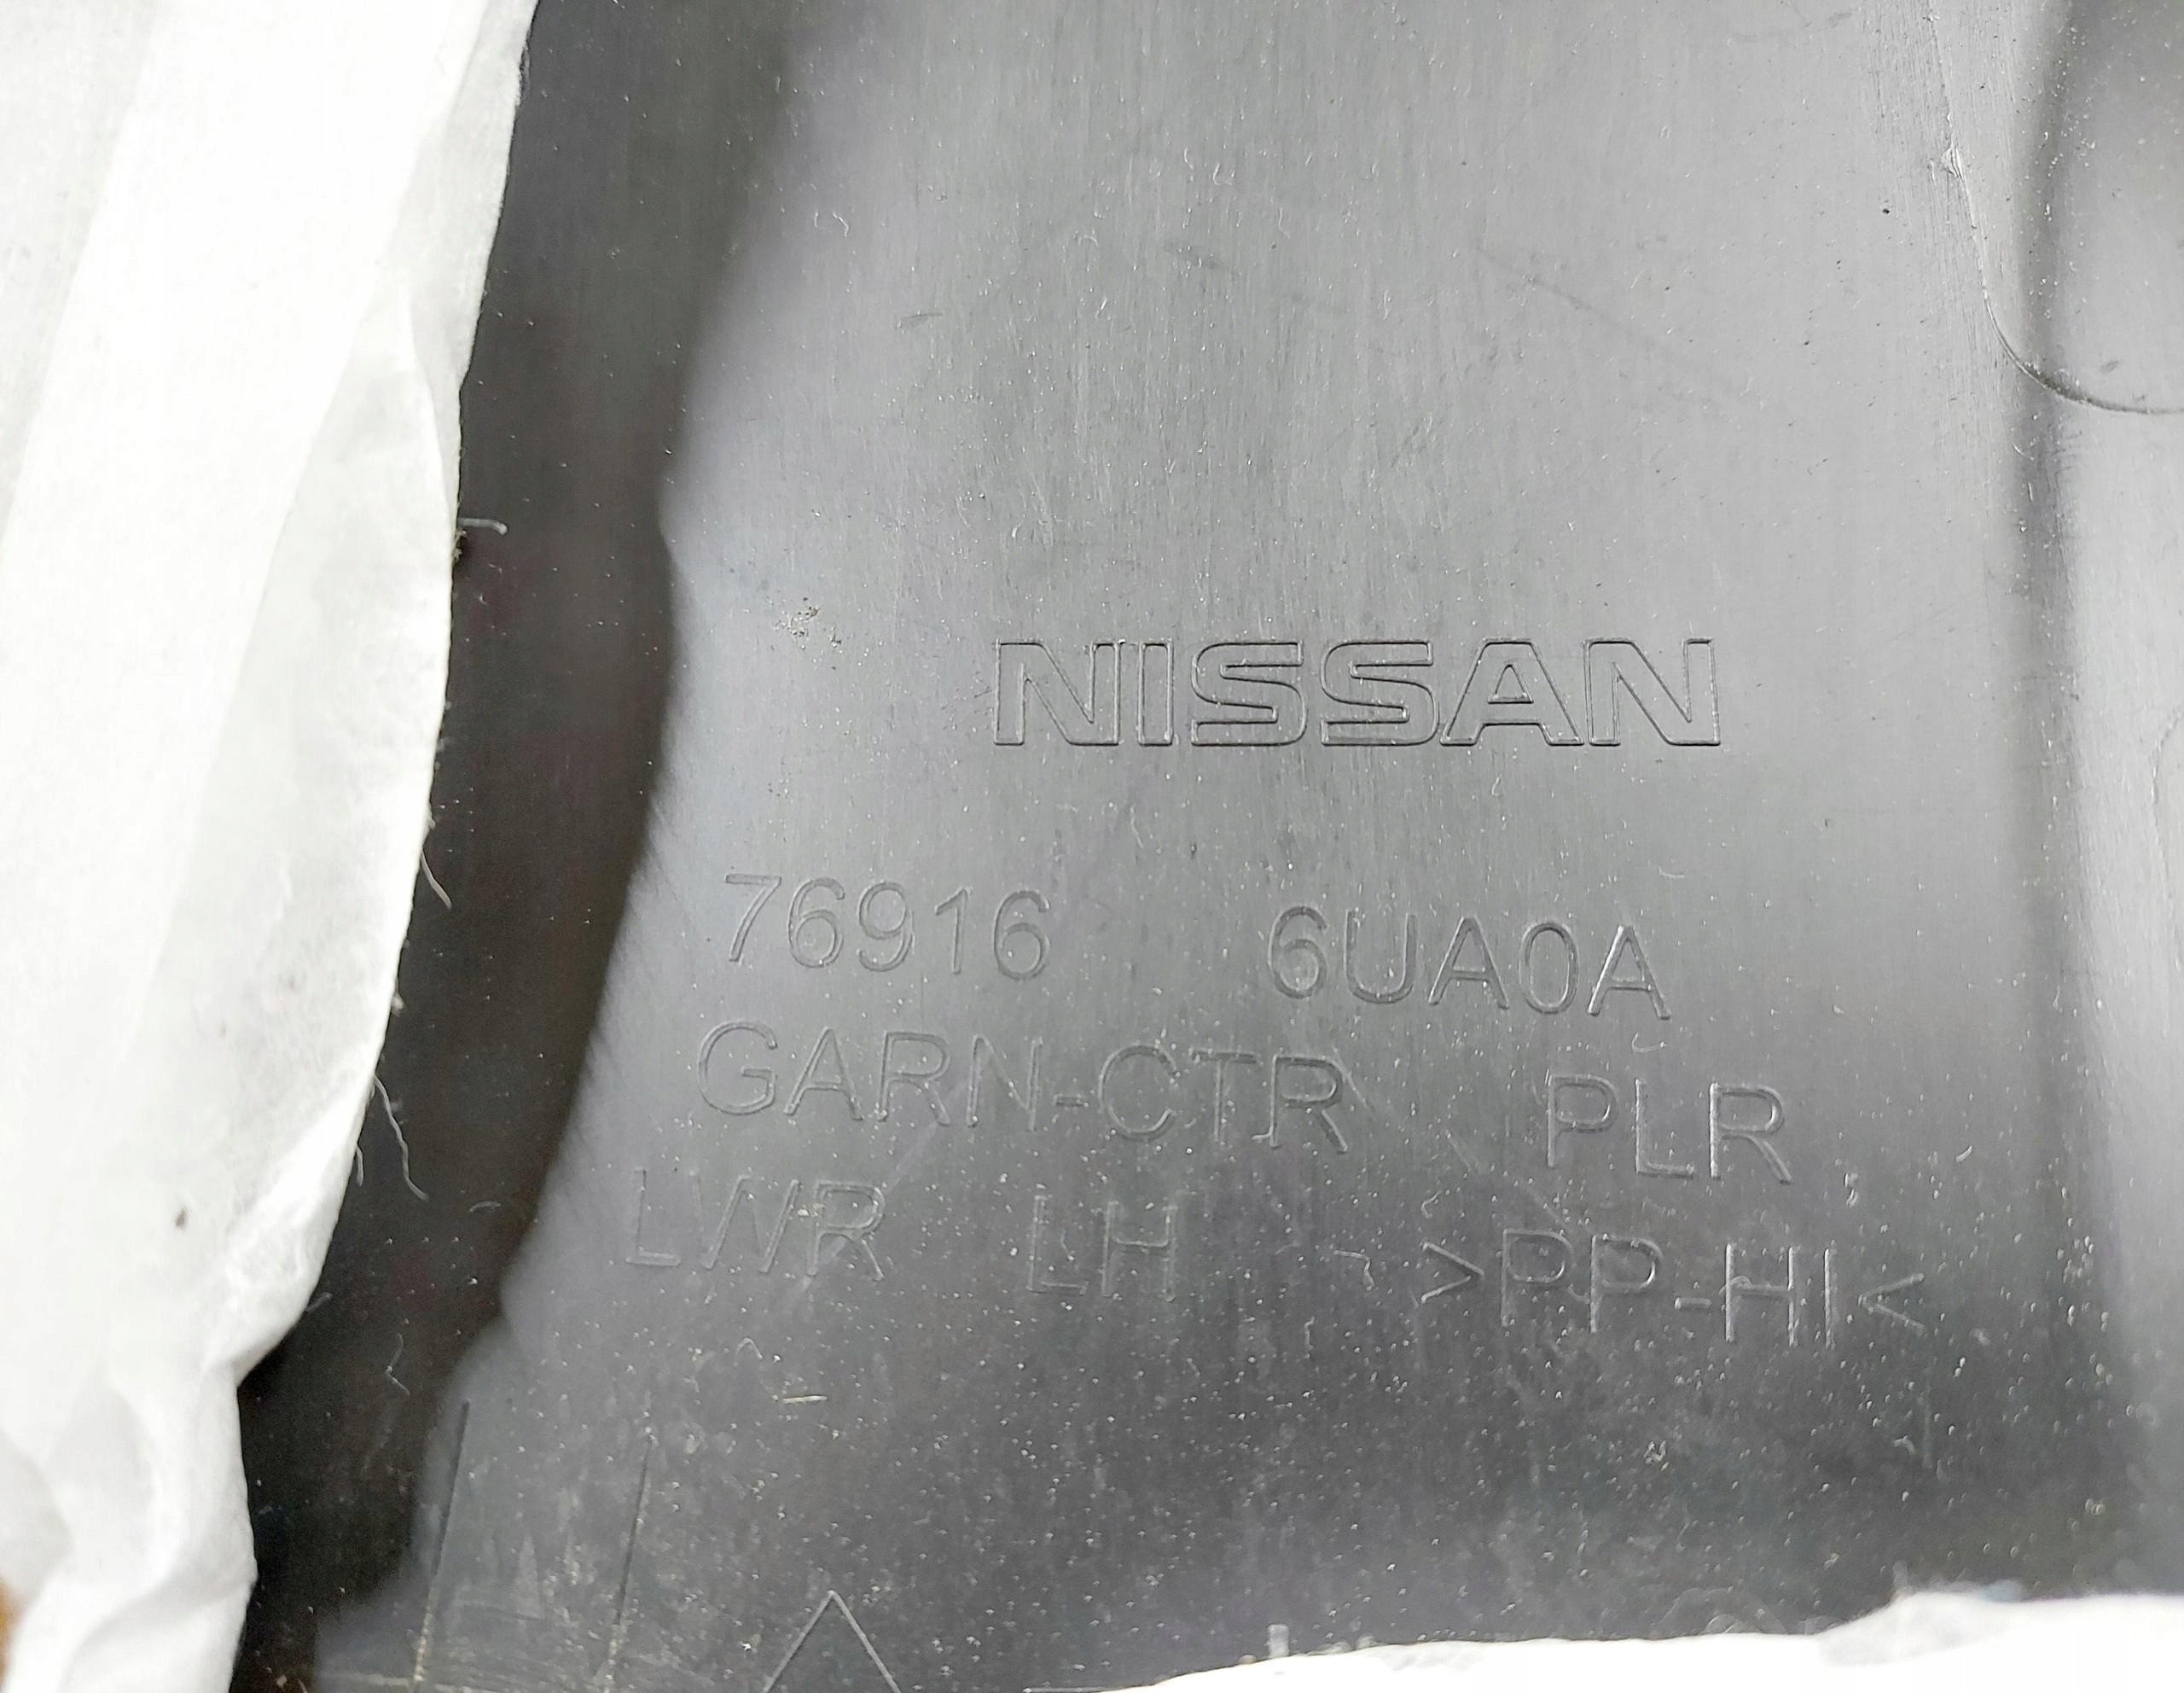 NISSAN
76916 6UA0A
GARN-CTR PLR
LWR LH >PP-HI<